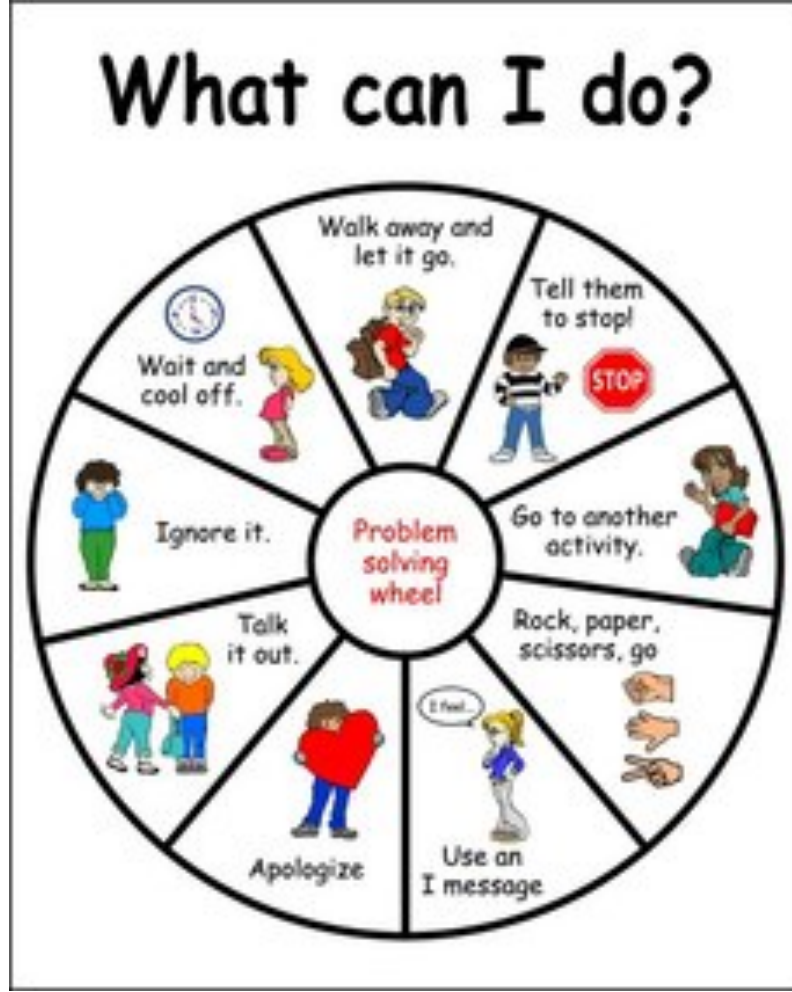 What can I do?
Walk away and
let it go.
Tell them
to stop!
STOP
Go to another
activity.
Rock, paper,
scissors, go
I feel...
Use an
I message
Apologize
Talk
it out.
Ignore it.
Wait and
cool off.
Problem
solving
wheel